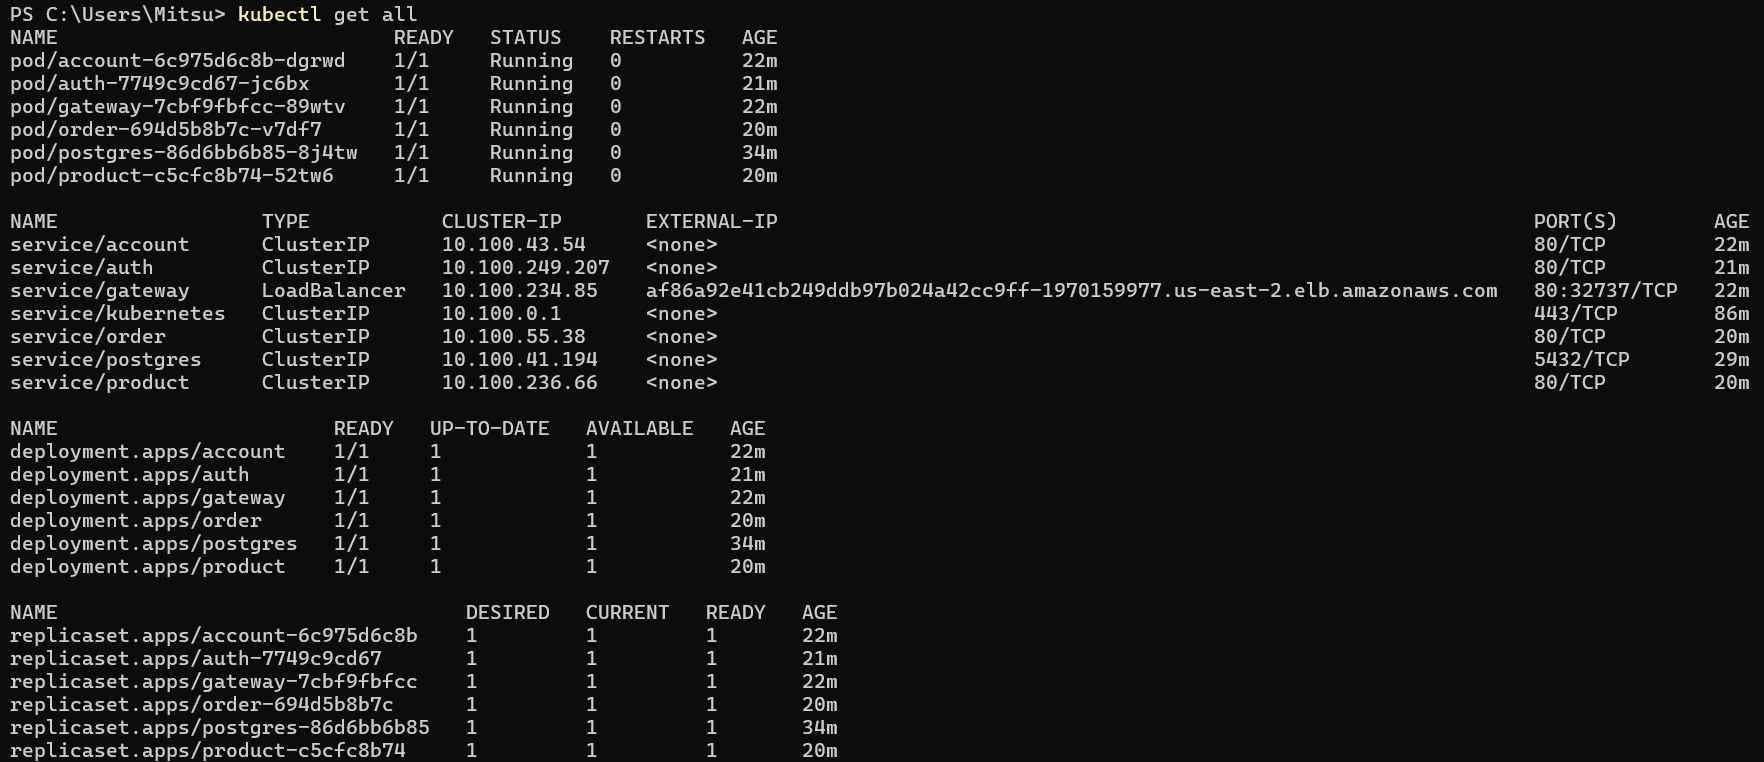 PS C:\Users\Mitsu> kubectl get all
NAME                            READY   STATUS    RESTARTS   AGE
pod/account-6c975d6c8b-dgrwd    1/1     Running   0          22m
pod/auth-7749c9cd67-jc6bx       1/1     Running   0          21m
pod/gateway-7cbf9fbfcc-89wtv    1/1     Running   0          22m
pod/order-694d5b8b7c-v7df7      1/1     Running   0          20m
pod/postgres-86d6bb6b85-8j4tw   1/1     Running   0          34m
pod/product-c5cfc8b74-52tw6     1/1     Running   0          20m

NAME                 TYPE           CLUSTER-IP       EXTERNAL-IP                                                               PORT(S)        AGE
service/account      ClusterIP      10.100.43.54     <none>                                                                    80/TCP         22m
service/auth         ClusterIP      10.100.249.207   <none>                                                                    80/TCP         21m
service/gateway      LoadBalancer   10.100.234.85    af86a92e41cb249ddb97b024a42cc9ff-1970159977.us-east-2.elb.amazonaws.com   80:32737/TCP   22m
service/kubernetes   ClusterIP      10.100.0.1       <none>                                                                    443/TCP        86m
service/order        ClusterIP      10.100.55.38     <none>                                                                    80/TCP         20m
service/postgres     ClusterIP      10.100.41.194    <none>                                                                    5432/TCP       29m
service/product      ClusterIP      10.100.236.66    <none>                                                                    80/TCP         20m

NAME                       READY   UP-TO-DATE   AVAILABLE   AGE
deployment.apps/account    1/1     1            1           22m
deployment.apps/auth       1/1     1            1           21m
deployment.apps/gateway    1/1     1            1           22m
deployment.apps/order      1/1     1            1           20m
deployment.apps/postgres   1/1     1            1           34m
deployment.apps/product    1/1     1            1           20m

NAME                                  DESIRED   CURRENT   READY   AGE
replicaset.apps/account-6c975d6c8b    1         1         1       22m
replicaset.apps/auth-7749c9cd67       1         1         1       21m
replicaset.apps/gateway-7cbf9fbfcc    1         1         1       22m
replicaset.apps/order-694d5b8b7c      1         1         1       20m
replicaset.apps/postgres-86d6bb6b85   1         1         1       34m
replicaset.apps/product-c5cfc8b74     1         1         1       20m